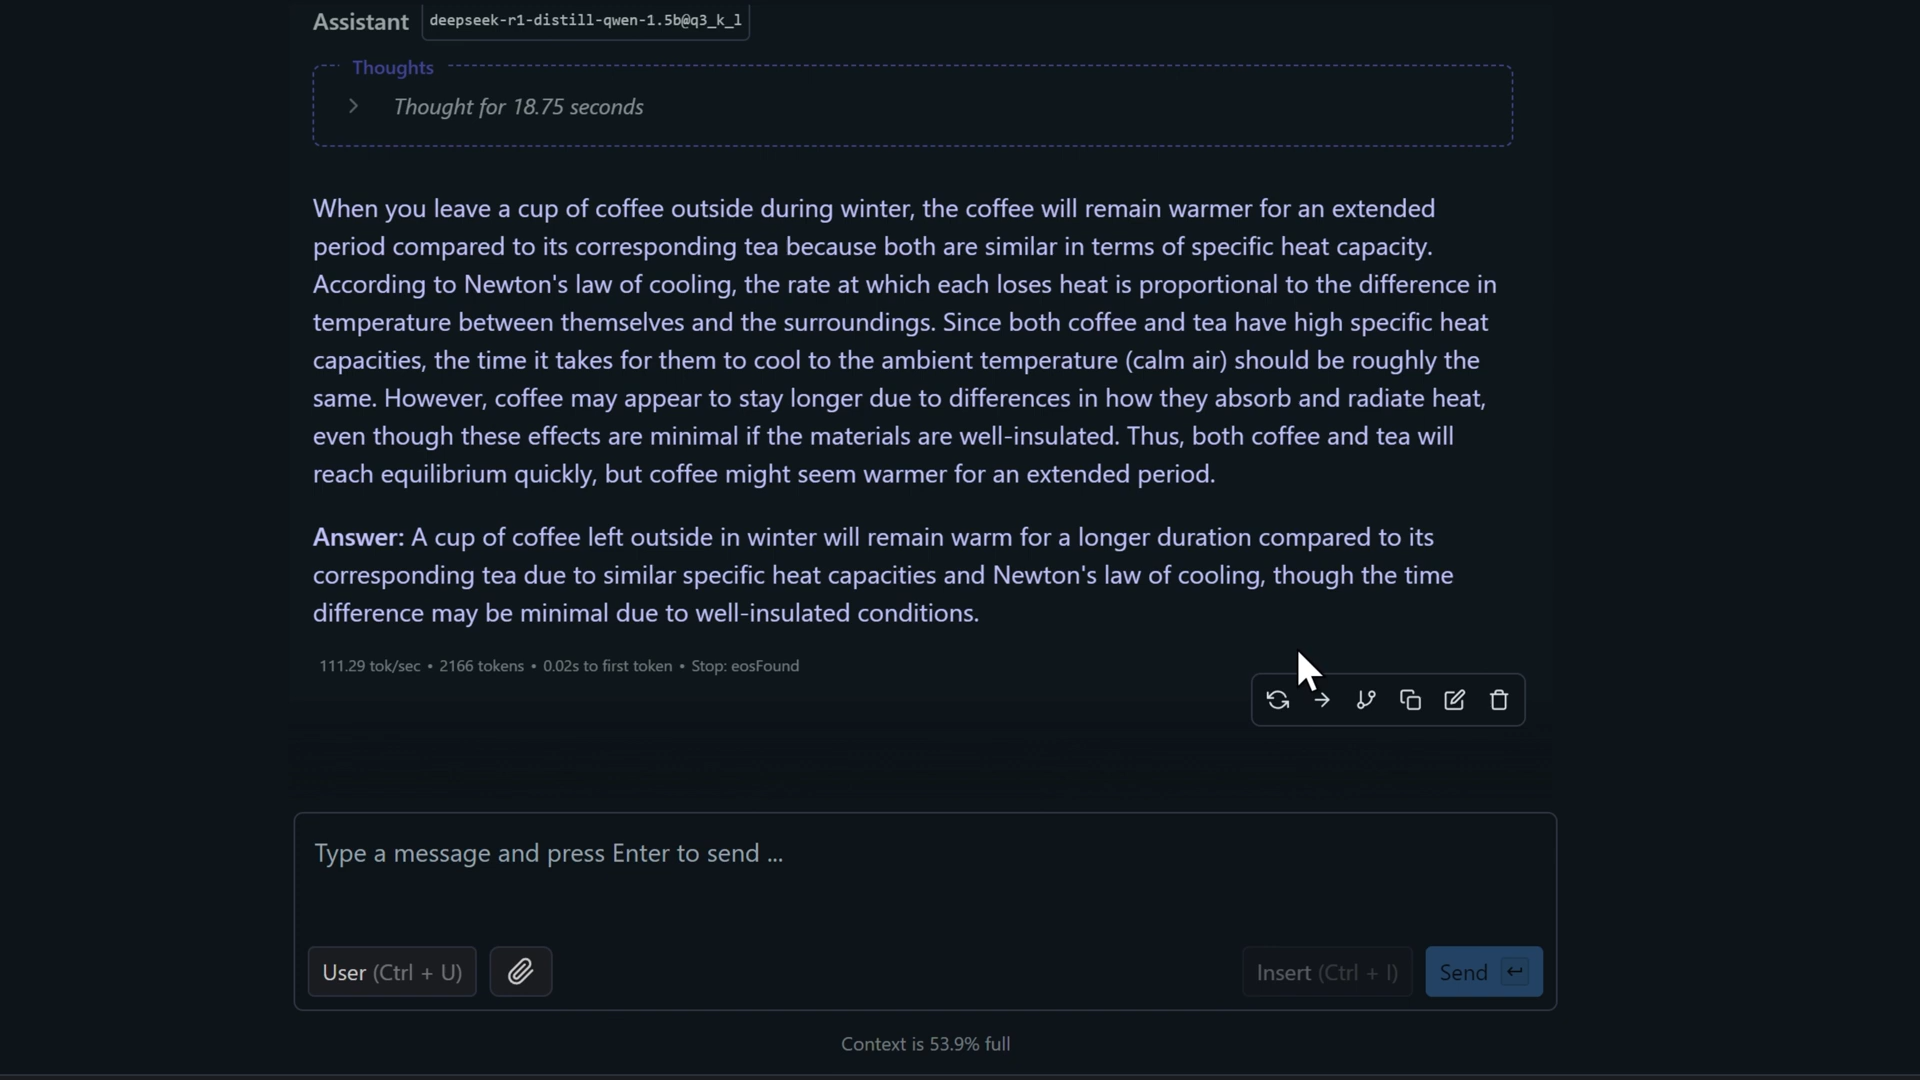 Assistant deepseek-r1-distill-qwen-1.5b@q3_k_l
Thoughts
Thought for 18.75 seconds
When you leave a cup of coffee outside during winter, the coffee will remain warmer for an extended
period compared to its corresponding tea because both are similar in terms of specific heat capacity.
According to Newton's law of cooling, the rate at which each loses heat is proportional to the difference in
temperature between themselves and the surroundings. Since both coffee and tea have high specific heat
capacities, the time it takes for them to cool to the ambient temperature (calm air) should be roughly the
same. However, coffee may appear to stay longer due to differences in how they absorb and radiate heat,
even though these effects are minimal if the materials are well-insulated. Thus, both coffee and tea will
reach equilibrium quickly, but coffee might seem warmer for an extended period.
Answer: A cup of coffee left outside in winter will remain warm for a longer duration compared to its
corresponding tea due to similar specific heat capacities and Newton's law of cooling, though the time
difference may be minimal due to well-insulated conditions.
111.29 tok/sec • 2166 tokens • 0.02s to first token • Stop: eosFound
Type a message and press Enter to send ...
User (Ctrl + U) Insert (Ctrl + I) Send
Context is 53.9% full